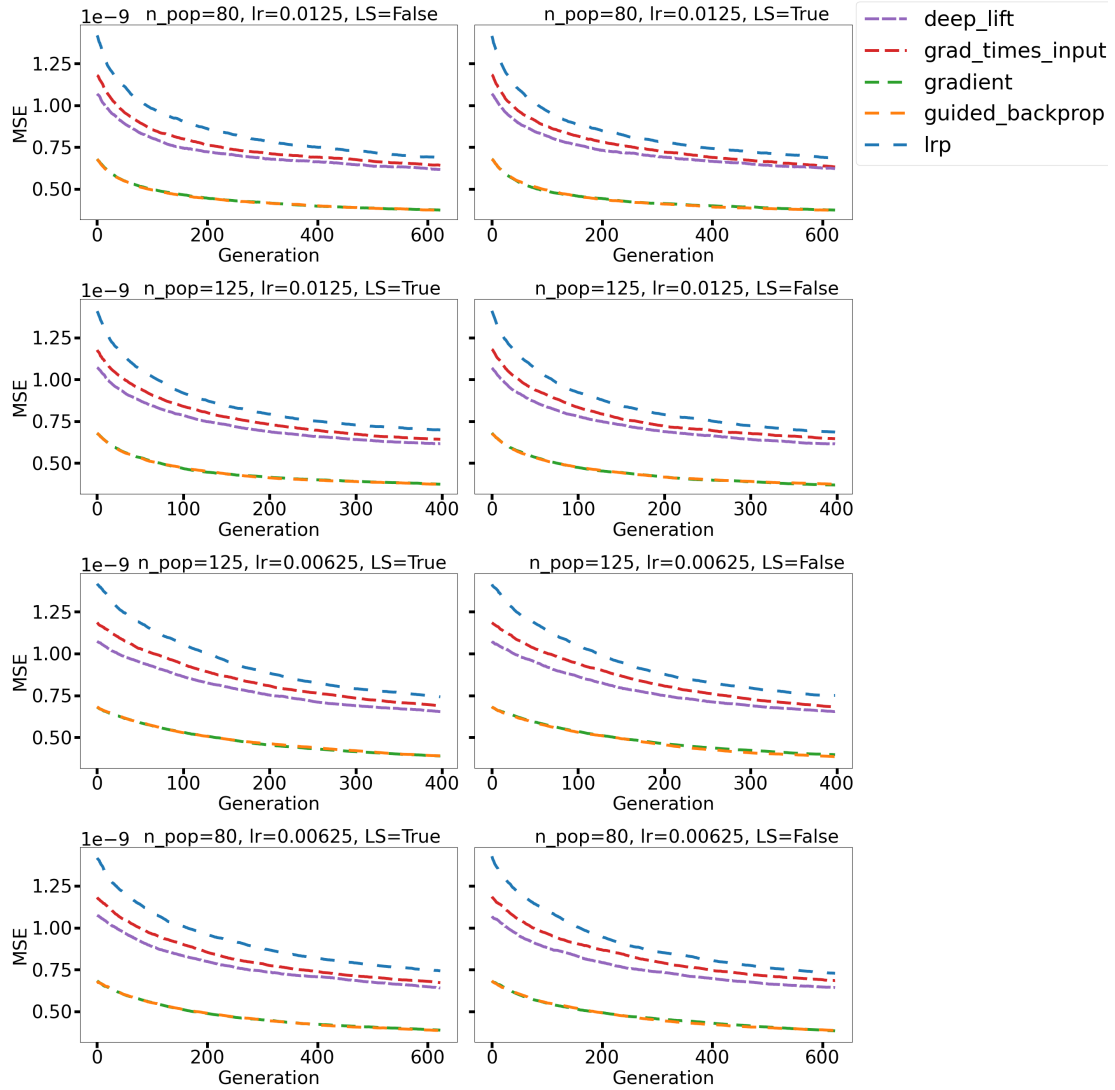 1e−9 n_pop=80, lr=0.0125, LS=False
n_pop=80, lr=0.0125, LS=True
deep_lift
grad_times_input
gradient
guided_backprop
lrp
1.25
1.00
0.75
0.50
MSE
0 200 400 600
Generation
0 200 400 600
Generation
1e−9 n_pop=125, lr=0.0125, LS=True
n_pop=125, lr=0.0125, LS=False
1.25
1.00
0.75
0.50
MSE
0 100 200 300 400
Generation
0 100 200 300 400
Generation
1e−9 n_pop=125, lr=0.00625, LS=True
n_pop=125, lr=0.00625, LS=False
1.25
1.00
0.75
0.50
MSE
0 100 200 300 400
Generation
0 100 200 300 400
Generation
1e−9 n_pop=80, lr=0.00625, LS=True
n_pop=80, lr=0.00625, LS=False
1.25
1.00
0.75
0.50
MSE
0 200 400 600
Generation
0 200 400 600
Generation